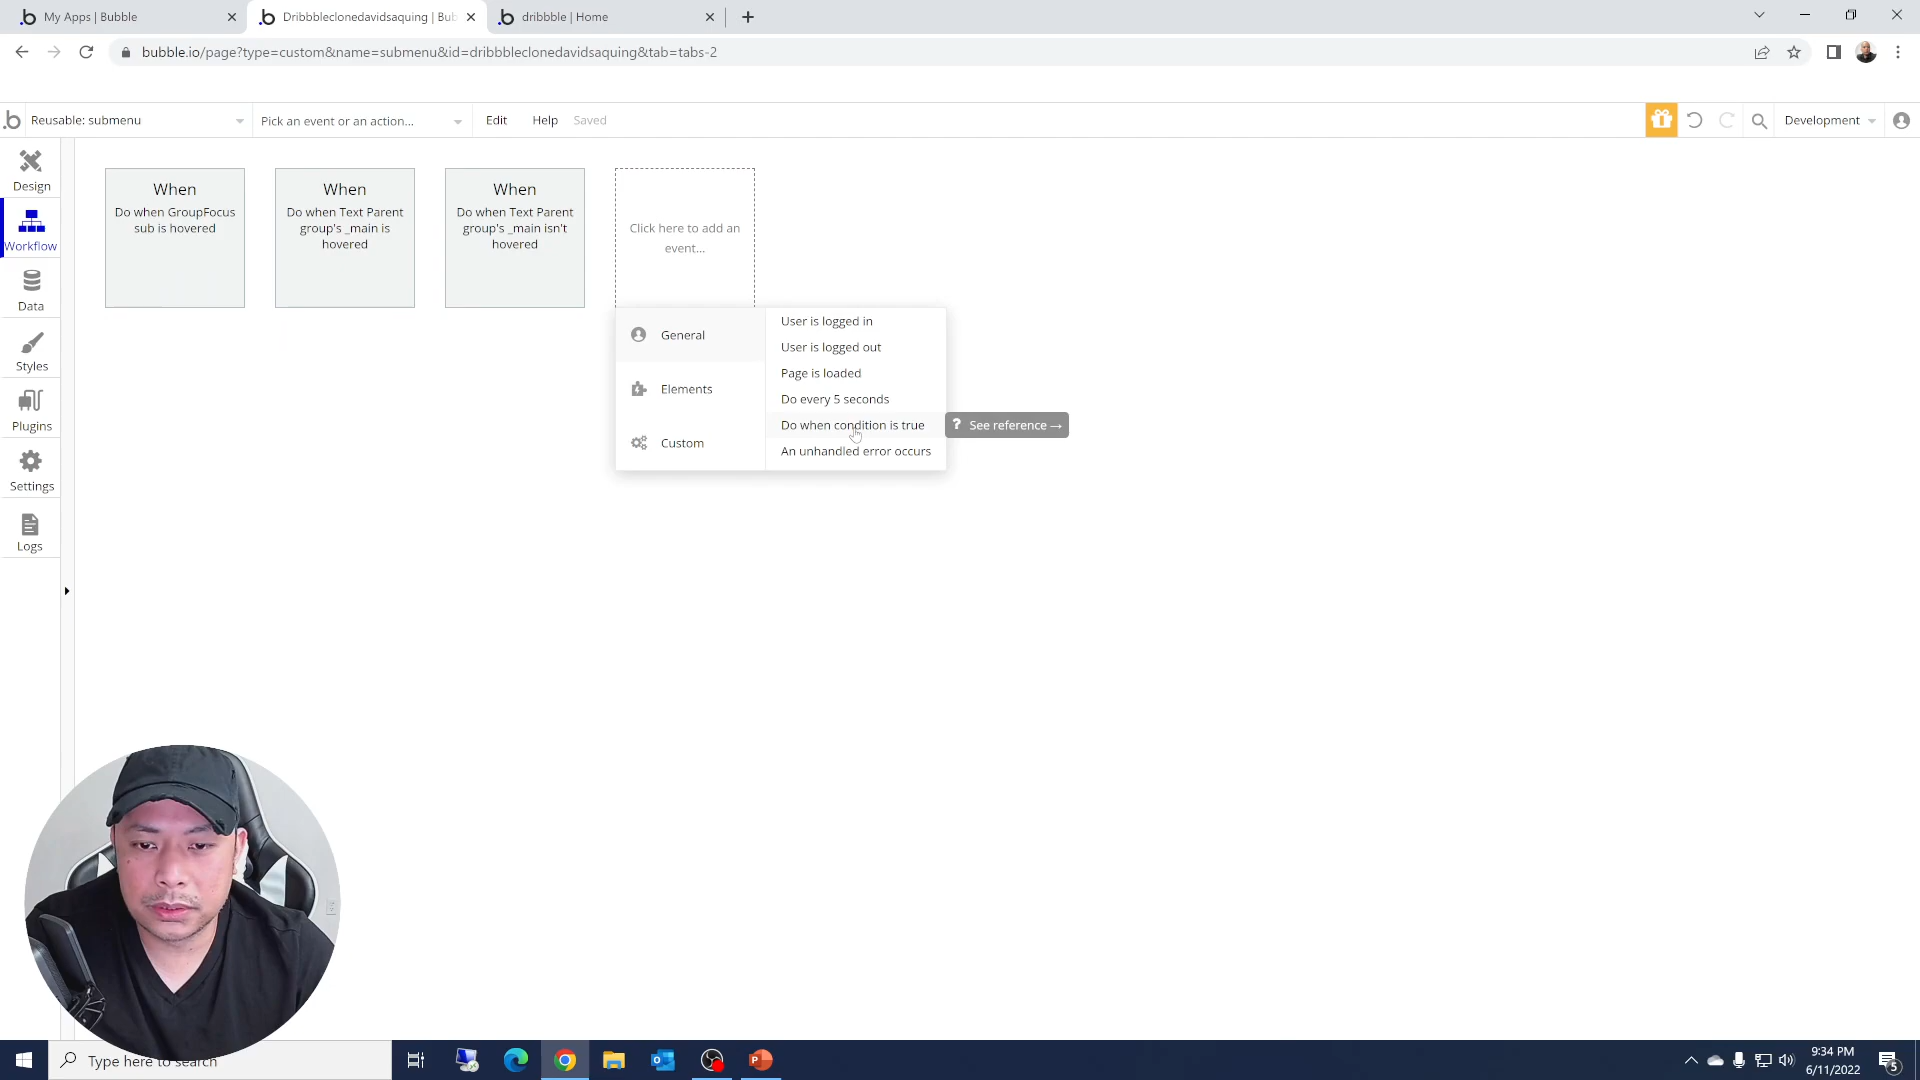 My Apps | Bubble
Dribbbleclonedavidsaquing | Bub
dribbble | Home
bubble.io/page?type=custom&name=submenu&id=dribbbleclonedavidsaquing&tab=tabs-2
Reusable: submenu
Pick an event or an action...
Edit
Help
Saved
Development
Design
Workflow
Data
Styles
Plugins
Settings
Logs
When
Do when GroupFocus
sub is hovered
When
Do when Text Parent
group's _main is
hovered
When
Do when Text Parent
group's _main isn't
hovered
Click here to add an
event...
General
Elements
Custom
User is logged in
User is logged out
Page is loaded
Do every 5 seconds
Do when condition is true
An unhandled error occurs
? See reference →
Type here to search
9:34 PM
6/11/2022
5